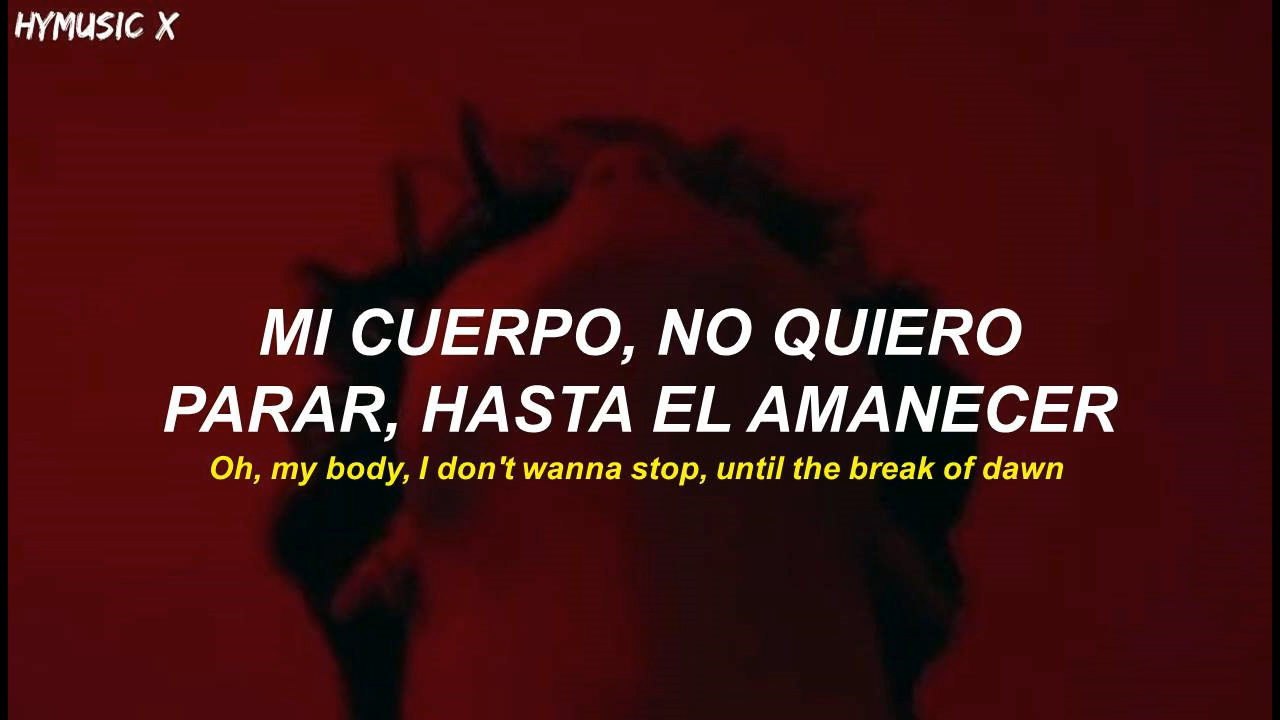 HYMUSIC X
MI CUERPO, NO QUIERO
PARAR, HASTA EL AMANECER
Oh, my body, I don't wanna stop, until the break of dawn